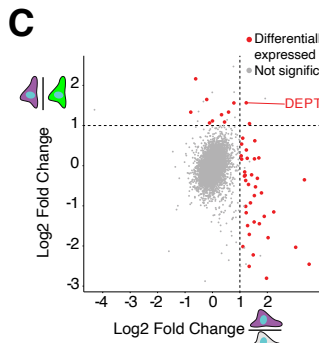 C
Differentiall
expressed
Not signific
DEPT
Log2 Fold Change
2
1
0
-1
-2
-3
-4
-3
-2
-1
0
1
2
Log2 Fold Change